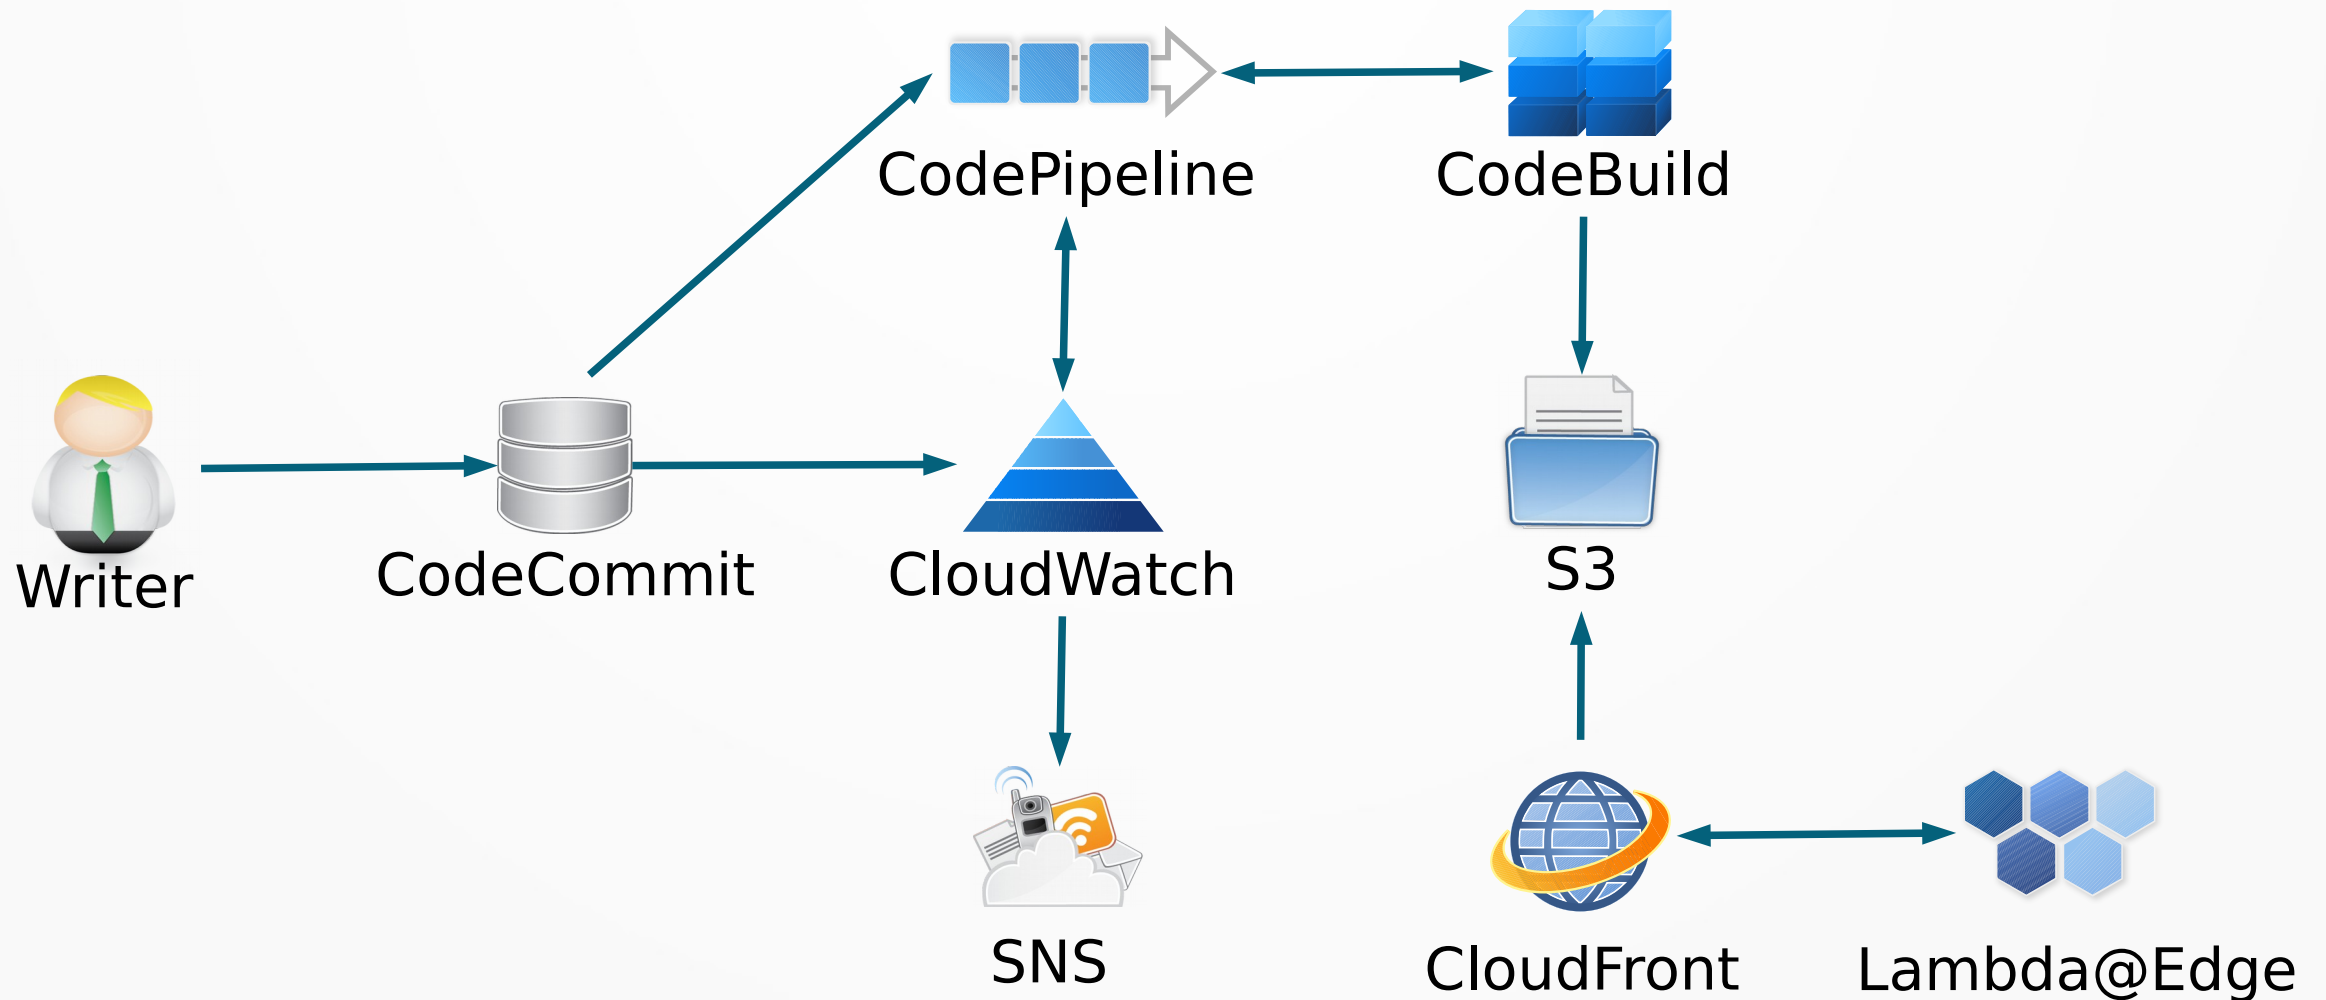 CodePipeline
CodeBuild
Writer
CodeCommit
CloudWatch
S3
SNS
CloudFront
Lambda@Edge